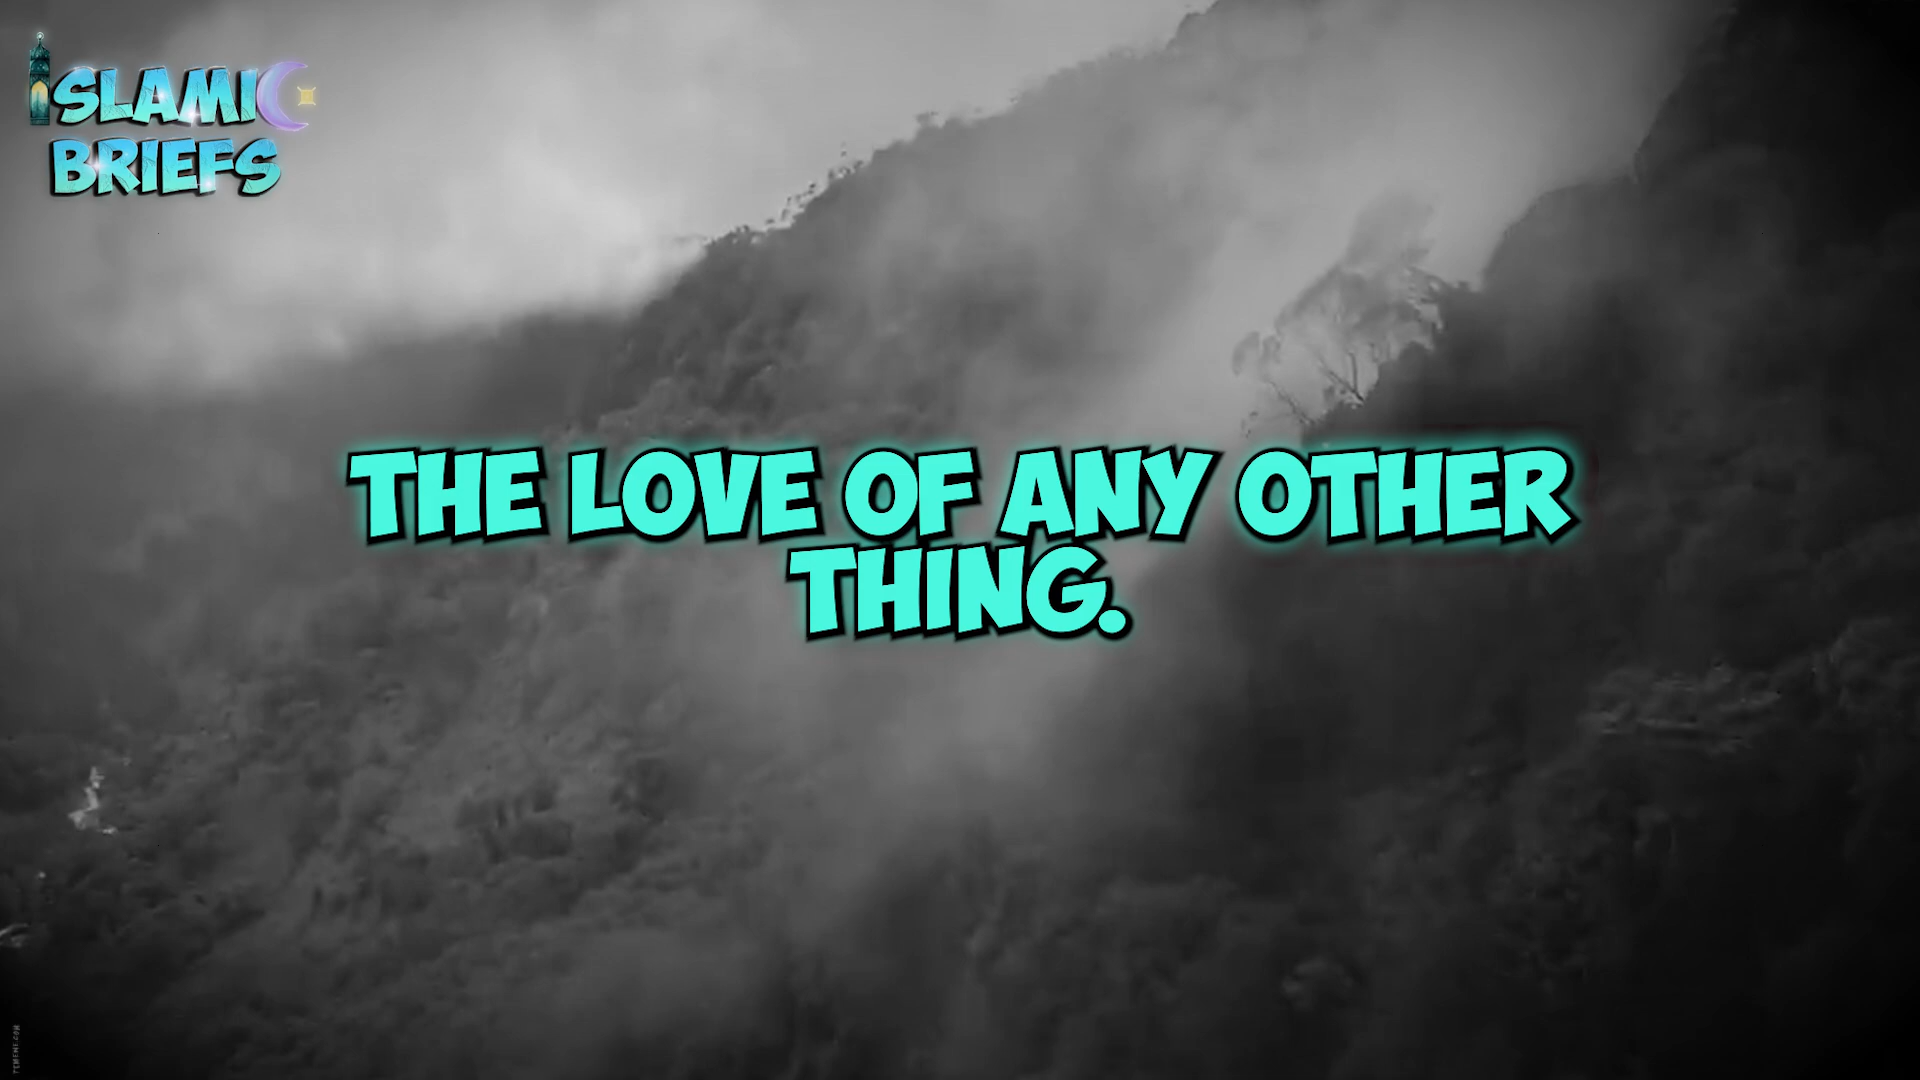 ISLAMIC
BRIEFS
THE LOVE OF ANY OTHER
THING.